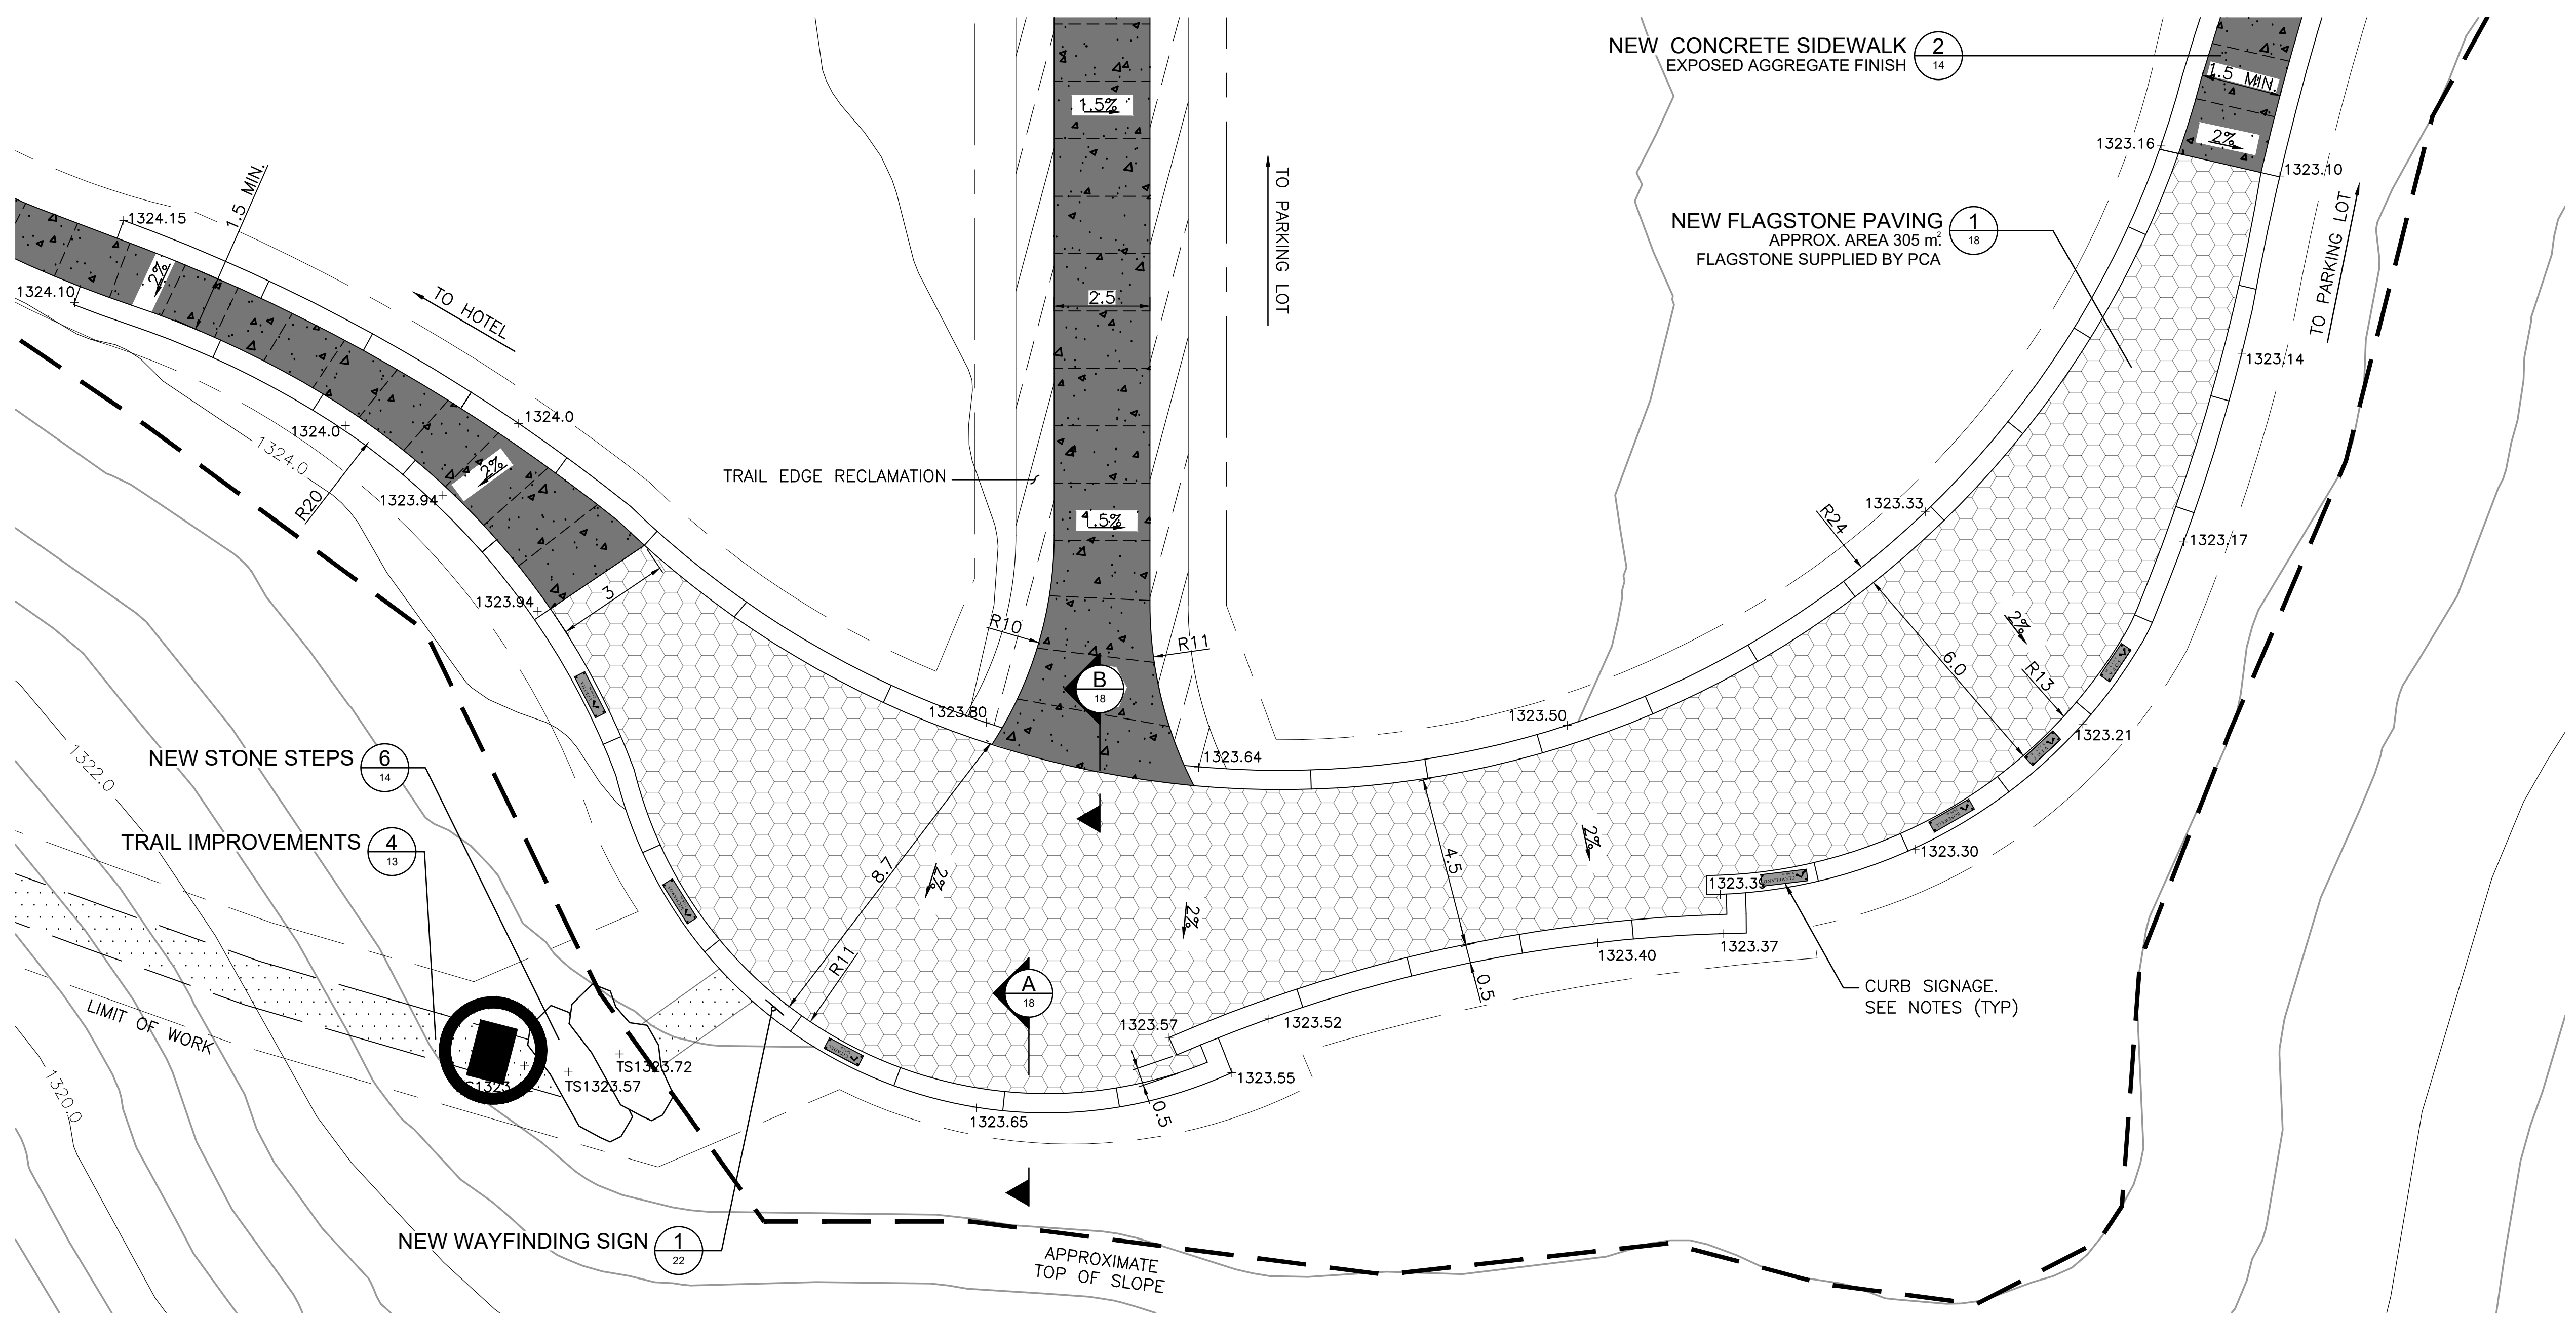 NEW CONCRETE SIDEWALK
EXPOSED AGGREGATE FINISH
2
14
1.5 MIN.
2%
1323.16
1323.10
TO PARKING LOT
NEW FLAGSTONE PAVING
APPROX. AREA 305 m².
FLAGSTONE SUPPLIED BY PCA
1
18
1323.14
1.5%
TO PARKING LOT
2.5
1.5 MIN.
1324.15
2%
1324.10
TO HOTEL
1324.0
1324.0
1324.0
TRAIL EDGE RECLAMATION
2%
1323.94
R20
1.5%
R24
1323.33
1323.17
1323.94
3
R10
R11
B
18
2%
6.0
R13
1323.80
1323.50
1323.21
1323.64
NEW STONE STEPS
6
14
1322.0
TRAIL IMPROVEMENTS
4
13
8.7
2%
2%
4.5
2%
1323.30
1323.39
1323.37
1323.40
R11
A
18
0.5
CURB SIGNAGE.
SEE NOTES (TYP)
LIMIT OF WORK
1323.57
1323.52
TS1323.72
TS1323.57
1323.55
0.5
1323.65
1320.0
NEW WAYFINDING SIGN
1
22
APPROXIMATE
TOP OF SLOPE